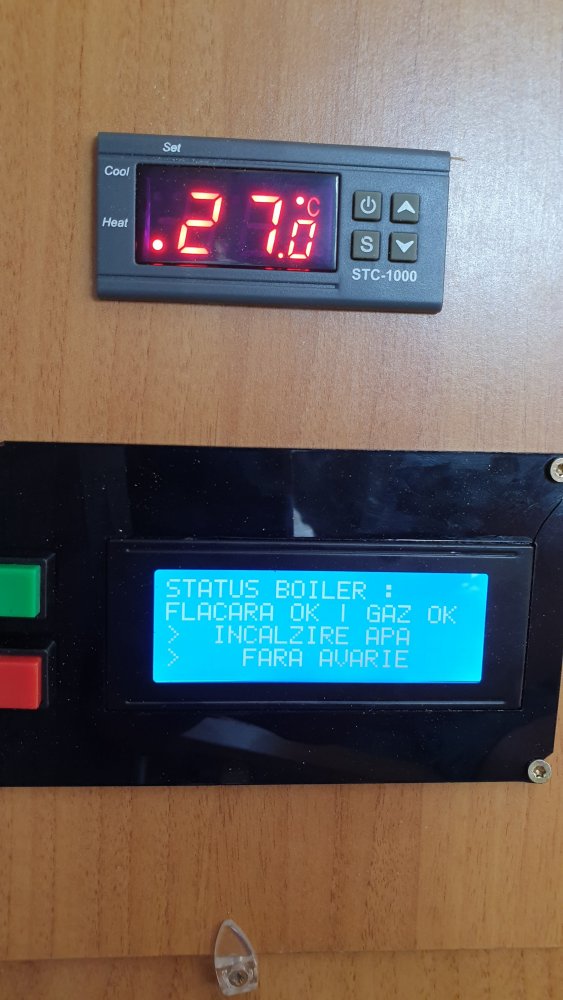 Set
Cool
Heat
27.0
°C
S
STC-1000
STATUS BOILER :
FLACARA OK | GAZ OK
> INCALZIRE APA
> FARA AVARIE